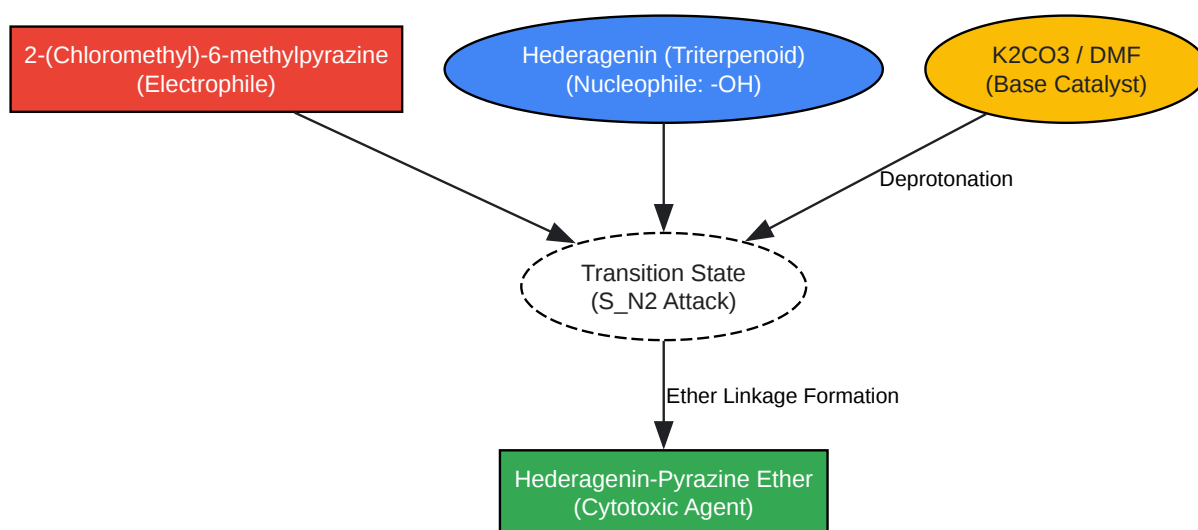 2-(Chloromethyl)-6-methylpyrazine
(Electrophile)
Hederagenin (Triterpenoid)
(Nucleophile: -OH)
K2CO3 / DMF
(Base Catalyst)
Deprotonation
Transition State
(S_N2 Attack)
Ether Linkage Formation
Hederagenin-Pyrazine Ether
(Cytotoxic Agent)